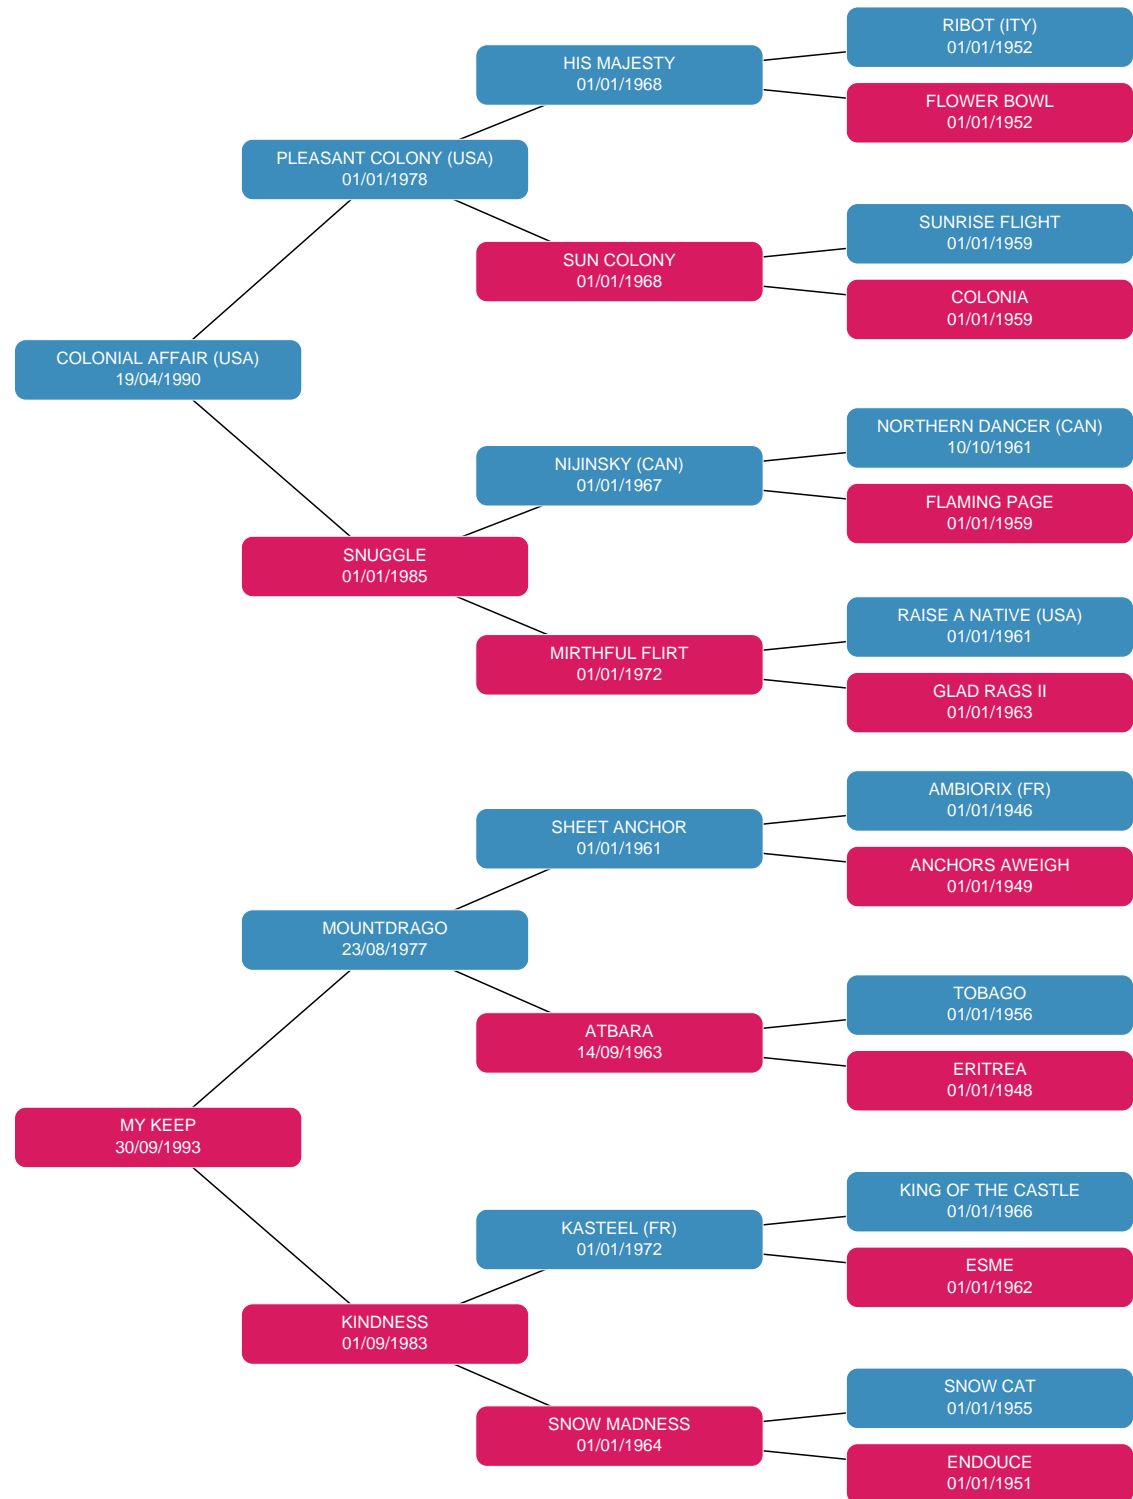 RIBOT (ITY)
01/01/1952
HIS MAJESTY
01/01/1968
FLOWER BOWL
01/01/1952
PLEASANT COLONY (USA)
01/01/1978
SUNRISE FLIGHT
01/01/1959
SUN COLONY
01/01/1968
COLONIA
01/01/1959
COLONIAL AFFAIR (USA)
19/04/1990
NORTHERN DANCER (CAN)
10/10/1961
NIJINSKY (CAN)
01/01/1967
FLAMING PAGE
01/01/1959
SNUGGLE
01/01/1985
RAISE A NATIVE (USA)
01/01/1961
MIRTHFUL FLIRT
01/01/1972
GLAD RAGS II
01/01/1963
AMBIORIX (FR)
01/01/1946
SHEET ANCHOR
01/01/1961
ANCHORS AWEIGH
01/01/1949
MOUNTDRAGO
23/08/1977
TOBAGO
01/01/1956
ATBARA
14/09/1963
ERITREA
01/01/1948
MY KEEP
30/09/1993
KING OF THE CASTLE
01/01/1966
KASTEEL (FR)
01/01/1972
ESME
01/01/1962
KINDNESS
01/09/1983
SNOW CAT
01/01/1955
SNOW MADNESS
01/01/1964
ENDOUCE
01/01/1951